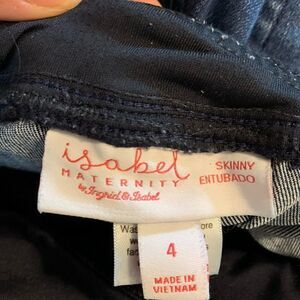 isabel
MATERNITY
by Ingrid & Isabel
SKINNY
ENTUBADO
4
MADE IN
VIETNAM